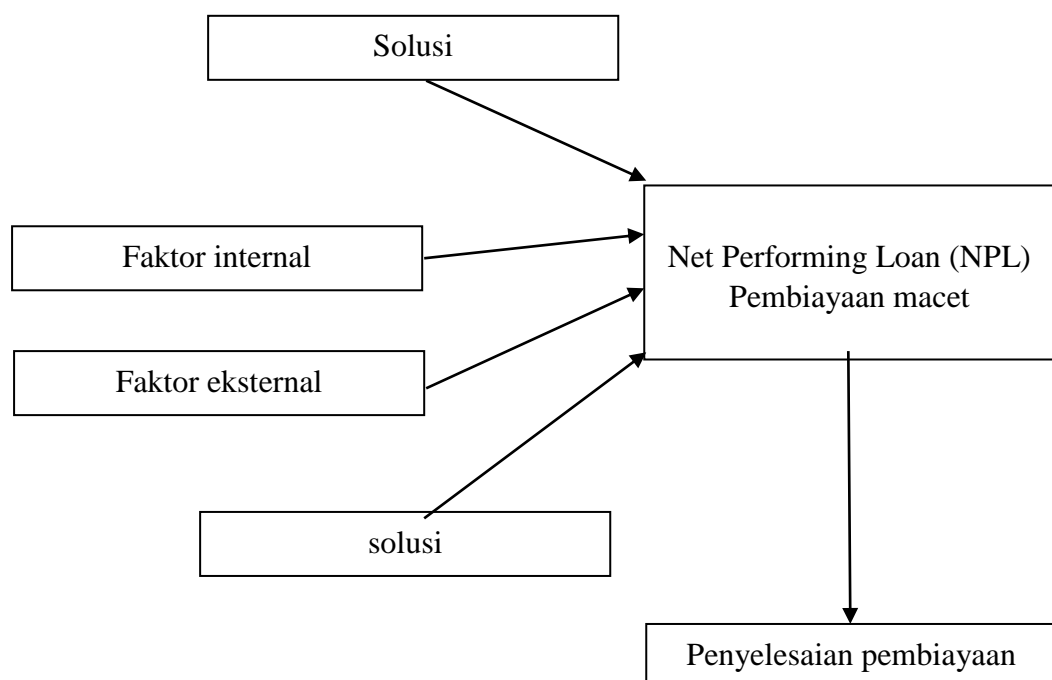 Solusi
Faktor internal
Net Performing Loan (NPL)
Pembiayaan macet
Faktor eksternal
solusi
Penyelesaian pembiayaan